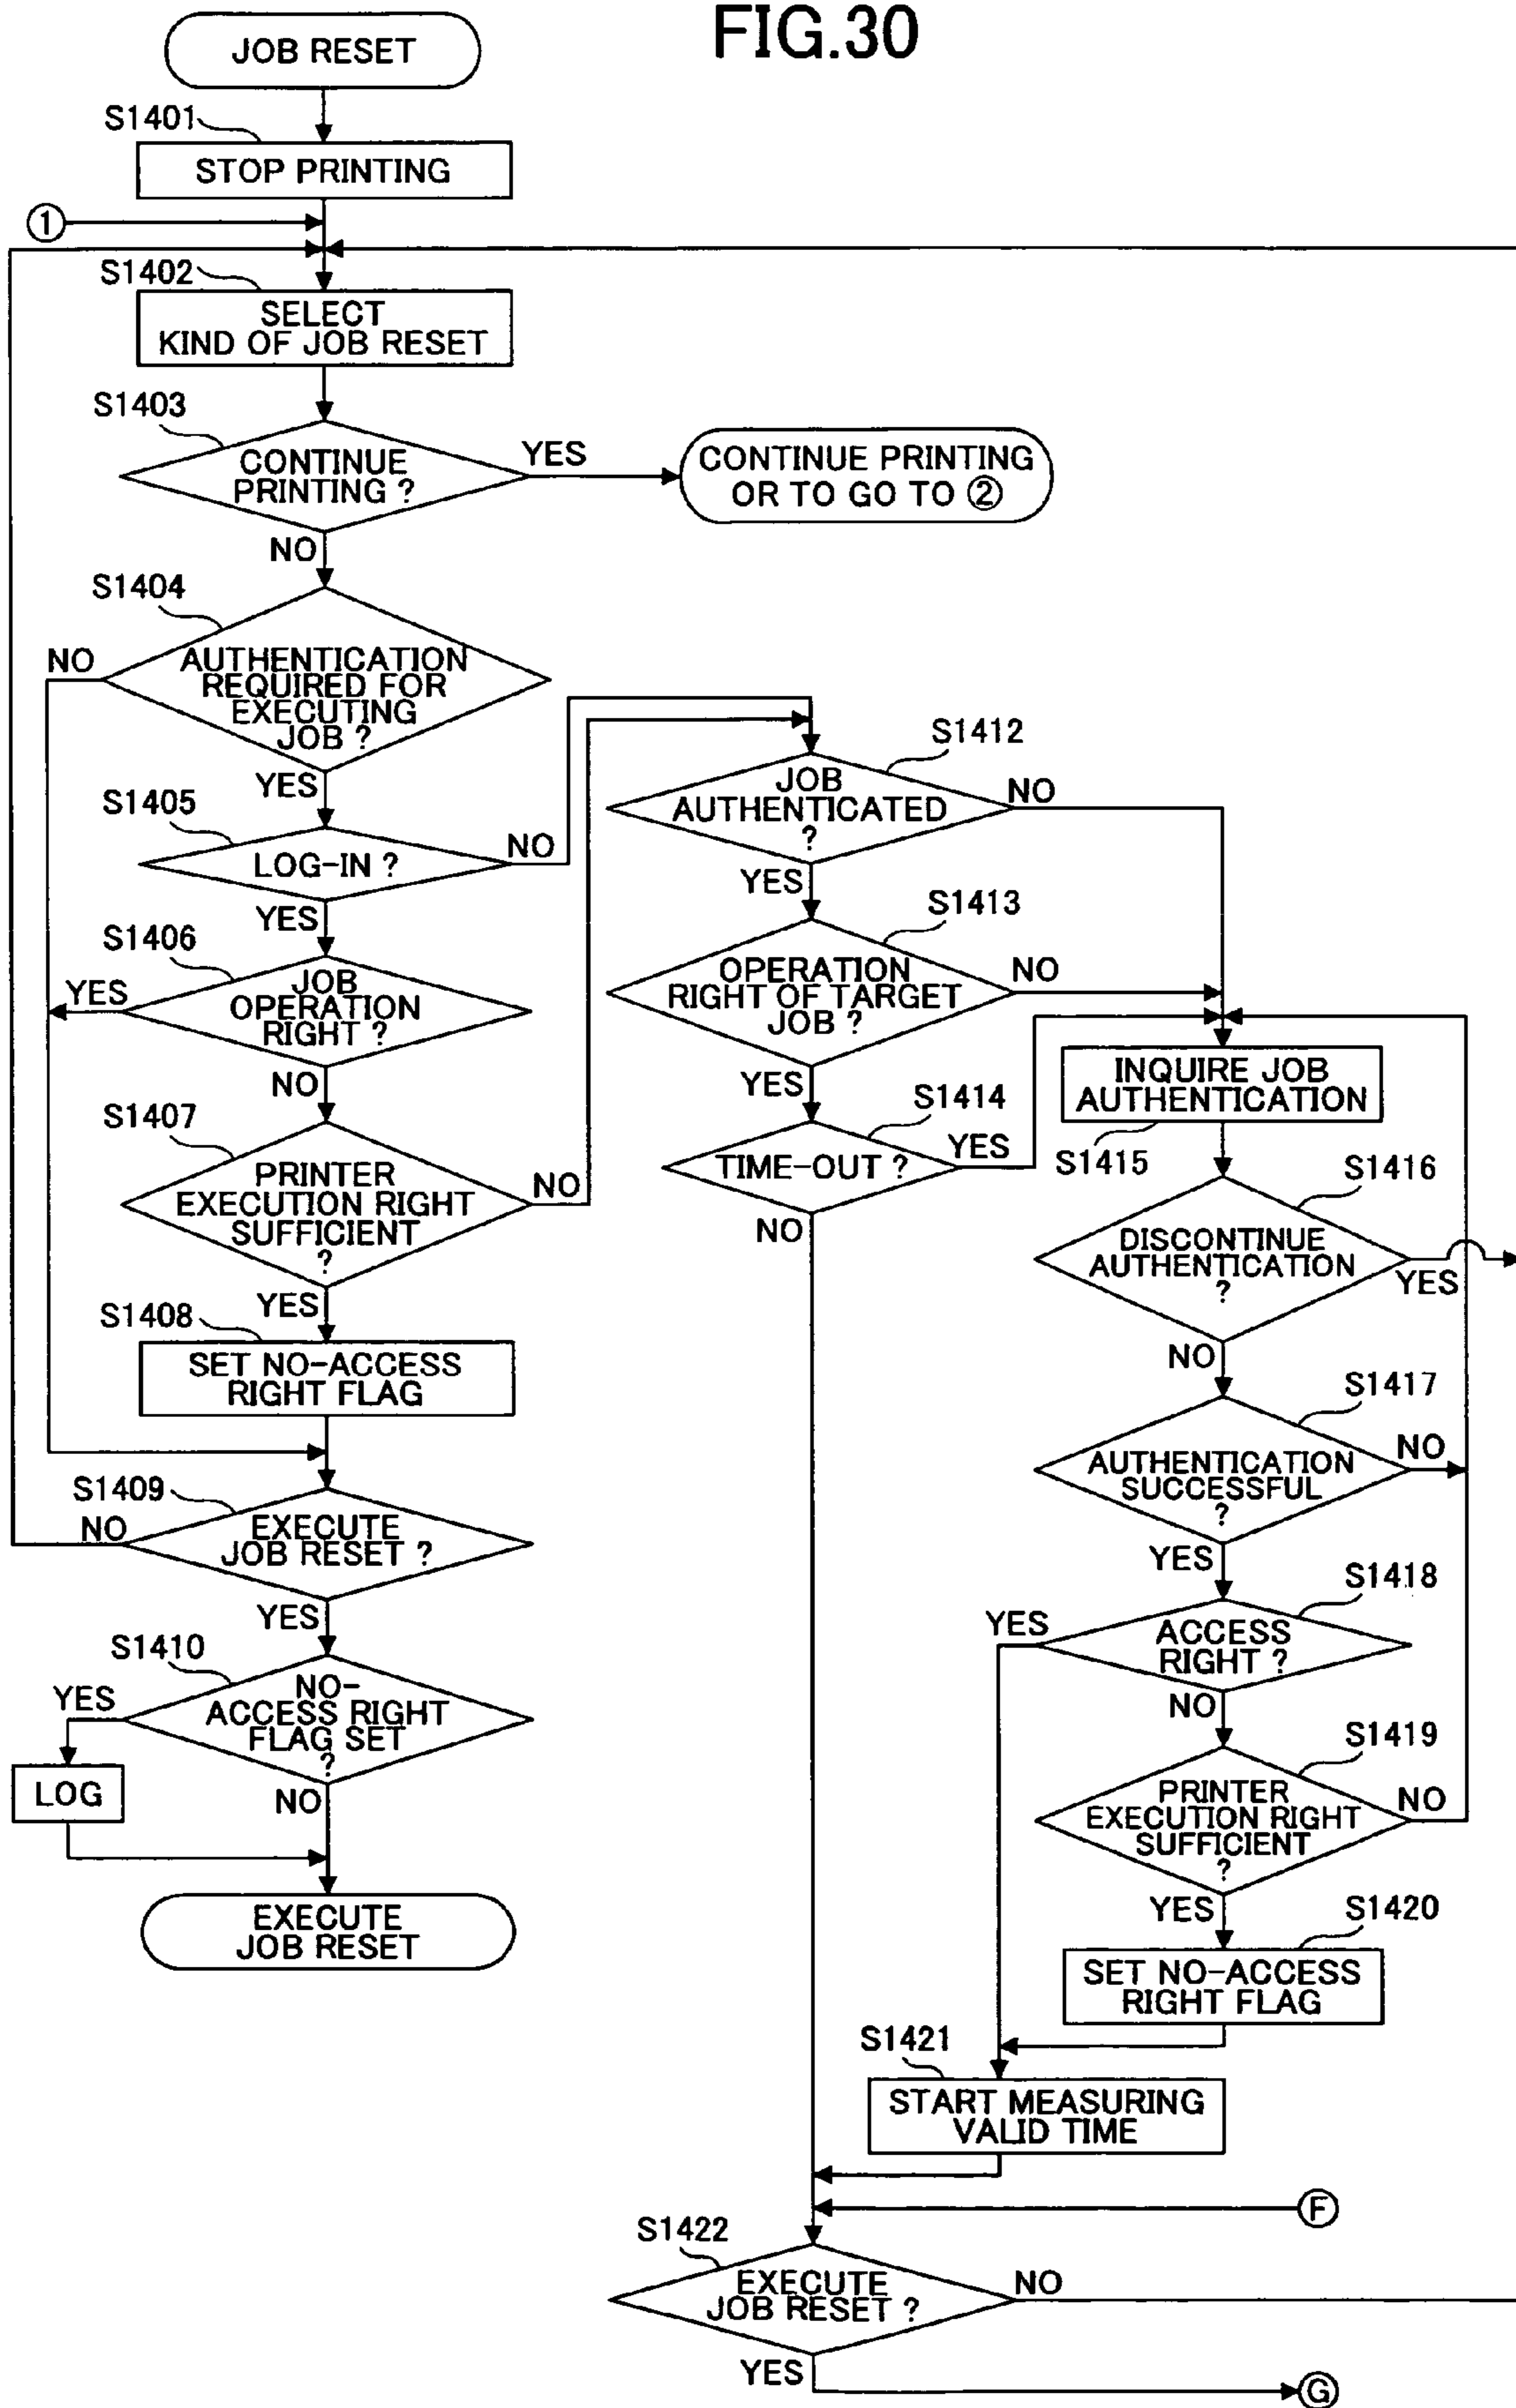 FIG.30
JOB RESET
S1401
STOP PRINTING
①
S1402
SELECT
KIND OF JOB RESET
S1403
CONTINUE
PRINTING ?
YES
CONTINUE PRINTING
OR TO GO TO ②
NO
S1404
AUTHENTICATION
REQUIRED FOR
EXECUTING
JOB ?
NO
YES
S1405
LOG-IN ?
NO
YES
S1406
JOB
OPERATION
RIGHT ?
YES
NO
S1407
PRINTER
EXECUTION RIGHT
SUFFICIENT
?
NO
YES
S1408
SET NO-ACCESS
RIGHT FLAG
S1409
EXECUTE
JOB RESET ?
NO
YES
S1410
NO-
ACCESS RIGHT
FLAG SET
?
YES
LOG
NO
EXECUTE
JOB RESET
S1412
JOB
AUTHENTICATED
?
NO
YES
S1413
OPERATION
RIGHT OF TARGET
JOB ?
NO
YES
S1414
TIME-OUT ?
YES
NO
INQUIRE JOB
AUTHENTICATION
S1415
S1416
DISCONTINUE
AUTHENTICATION
?
YES
NO
S1417
AUTHENTICATION
SUCCESSFUL
?
NO
YES
S1418
ACCESS
RIGHT ?
YES
NO
S1419
PRINTER
EXECUTION RIGHT
SUFFICIENT
?
NO
YES
S1420
SET NO-ACCESS
RIGHT FLAG
S1421
START MEASURING
VALID TIME
F
S1422
EXECUTE
JOB RESET ?
NO
YES
G